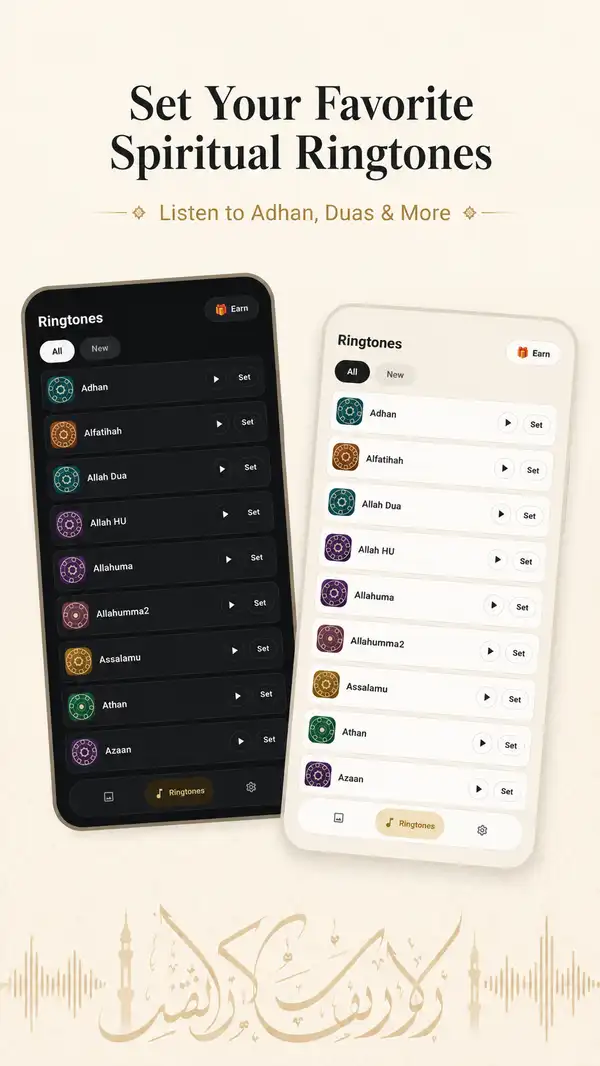 Set Your Favorite
Spiritual Ringtones
Listen to Adhan, Duas & More
Ringtones
🎁 Earn
All
New
Adhan
Set
Alfatihah
Set
Allah Dua
Set
Allah HU
Set
Allahuma
Set
Allahumma2
Set
Assalamu
Set
Athan
Set
Azaan
Set
Ringtones
Ringtones
🎁 Earn
All
New
Adhan
Set
Alfatihah
Set
Allah Dua
Set
Allah HU
Set
Allahuma
Set
Allahumma2
Set
Assalamu
Set
Athan
Set
Azaan
Set
Ringtones